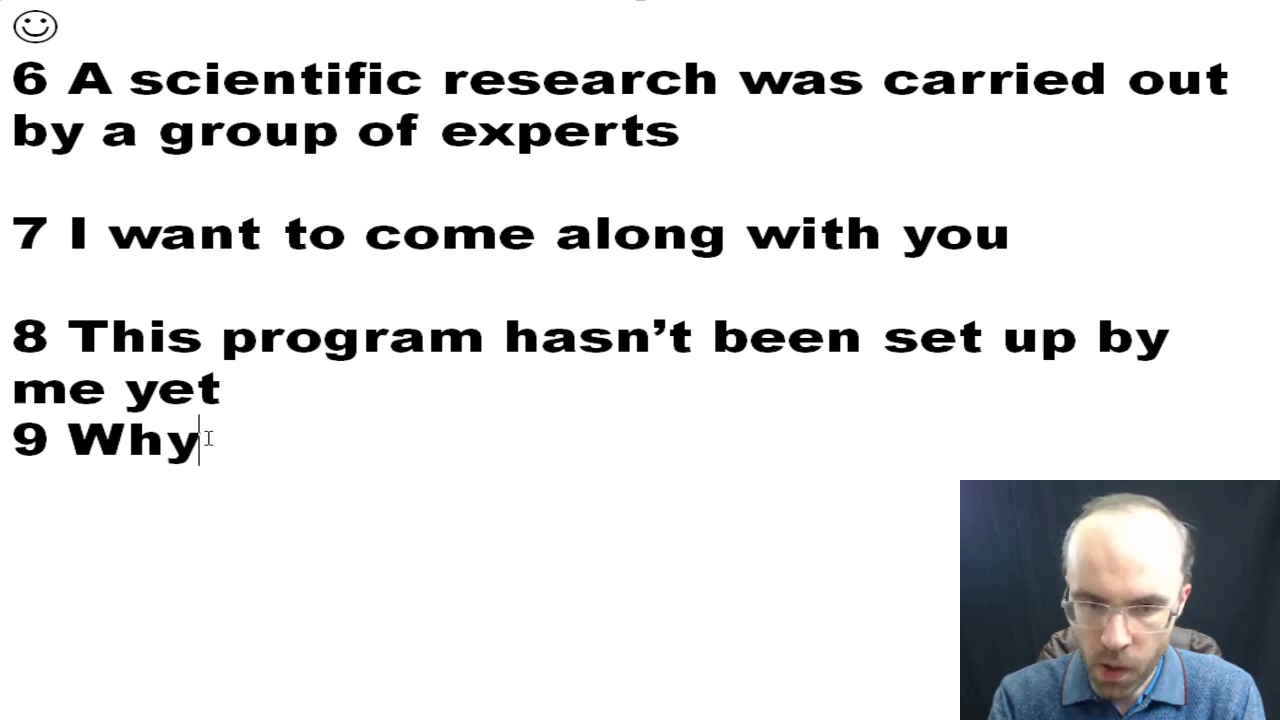 6 A scientific research was carried out
by a group of experts
7 I want to come along with you
8 This program hasn’t been set up by
me yet
9 Why